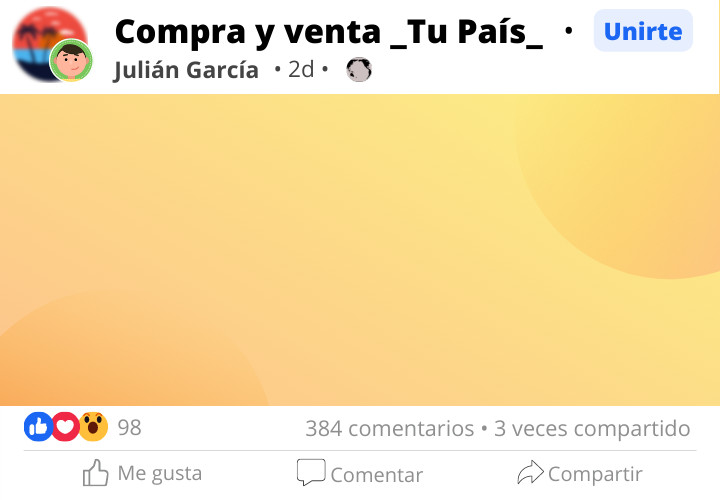 Compra y venta _Tu País_ · Unirte
Julián García · 2d ·
98 384 comentarios • 3 veces compartido
Me gusta Comentar Compartir